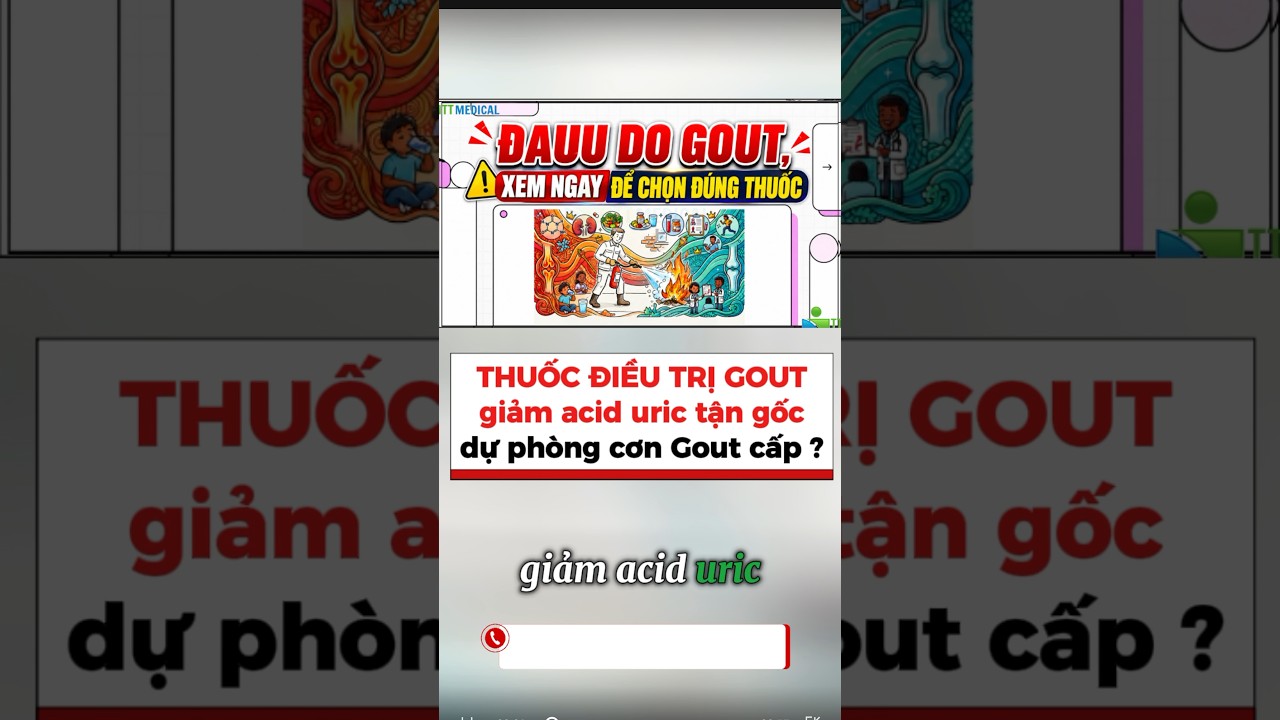 TT MEDICAL
ĐAUU DO GOUT,
XEM NGAY ĐỂ CHỌN ĐÚNG THUỐC
THUỐC ĐIỀU TRỊ GOUT
giảm acid uric tận gốc
dự phòng cơn Gout cấp ?
giảm acid uric